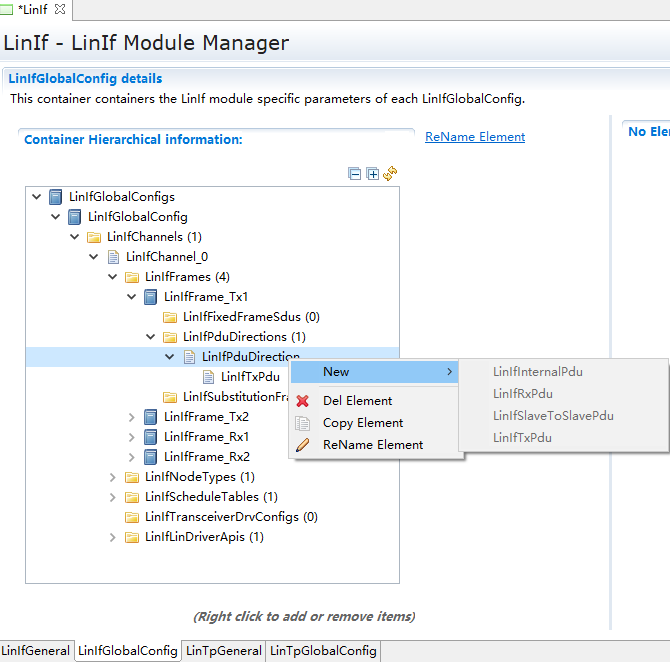 *LinIf
LinIf - LinIf Module Manager
LinIfGlobalConfig details
This container containers the LinIf module specific parameters of each LinIfGlobalConfig.
Container Hierarchical information:
ReName Element
No Ele
LinIfGlobalConfigs
LinIfGlobalConfig
LinIfChannels (1)
LinIfChannel_0
LinIfFrames (4)
LinIfFrame_Tx1
LinIfFixedFrameSdus (0)
LinIfPduDirections (1)
LinIfPduDirection
LinIfTxPdu
LinIfSubstitutionFra
LinIfFrame_Tx2
LinIfFrame_Rx1
LinIfFrame_Rx2
LinIfNodeTypes (1)
LinIfScheduleTables (1)
LinIfTransceiverDrvConfigs (0)
LinIfLinDriverApis (1)
New
Del Element
Copy Element
ReName Element
LinIfInternalPdu
LinIfRxPdu
LinIfSlaveToSlavePdu
LinIfTxPdu
(Right click to add or remove items)
LinIfGeneral LinIfGlobalConfig LinTpGeneral LinTpGlobalConfig